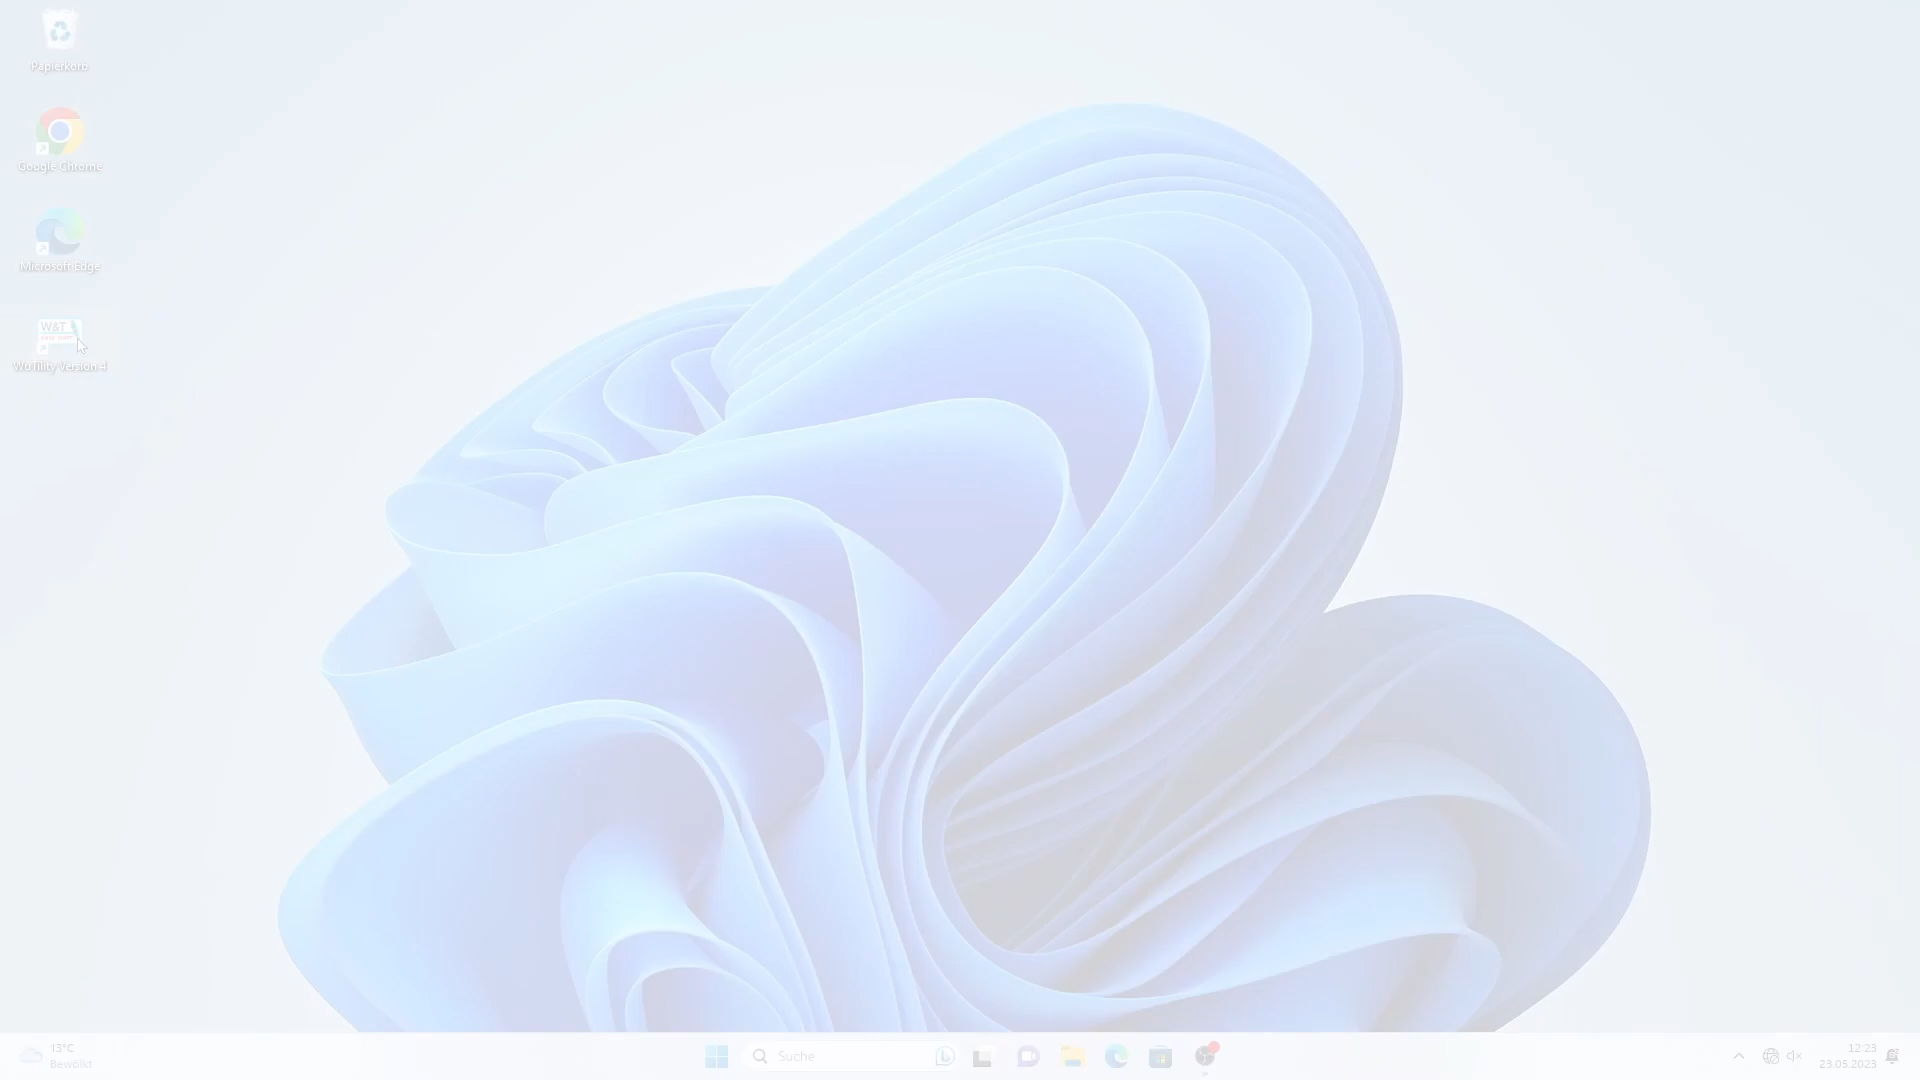 Papierkorb
Google Chrome
Microsoft Edge
W&T
WuTility Version 4
13°C
Bewölkt
Suche
12:23
23.05.2023